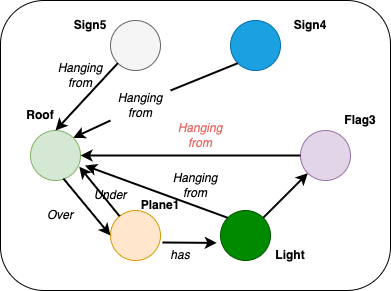 Sign5
Sign4
Hanging
from
Hanging
from
Roof
Hanging
from
Flag3
Hanging
from
Under
Plane1
Over
has
Light